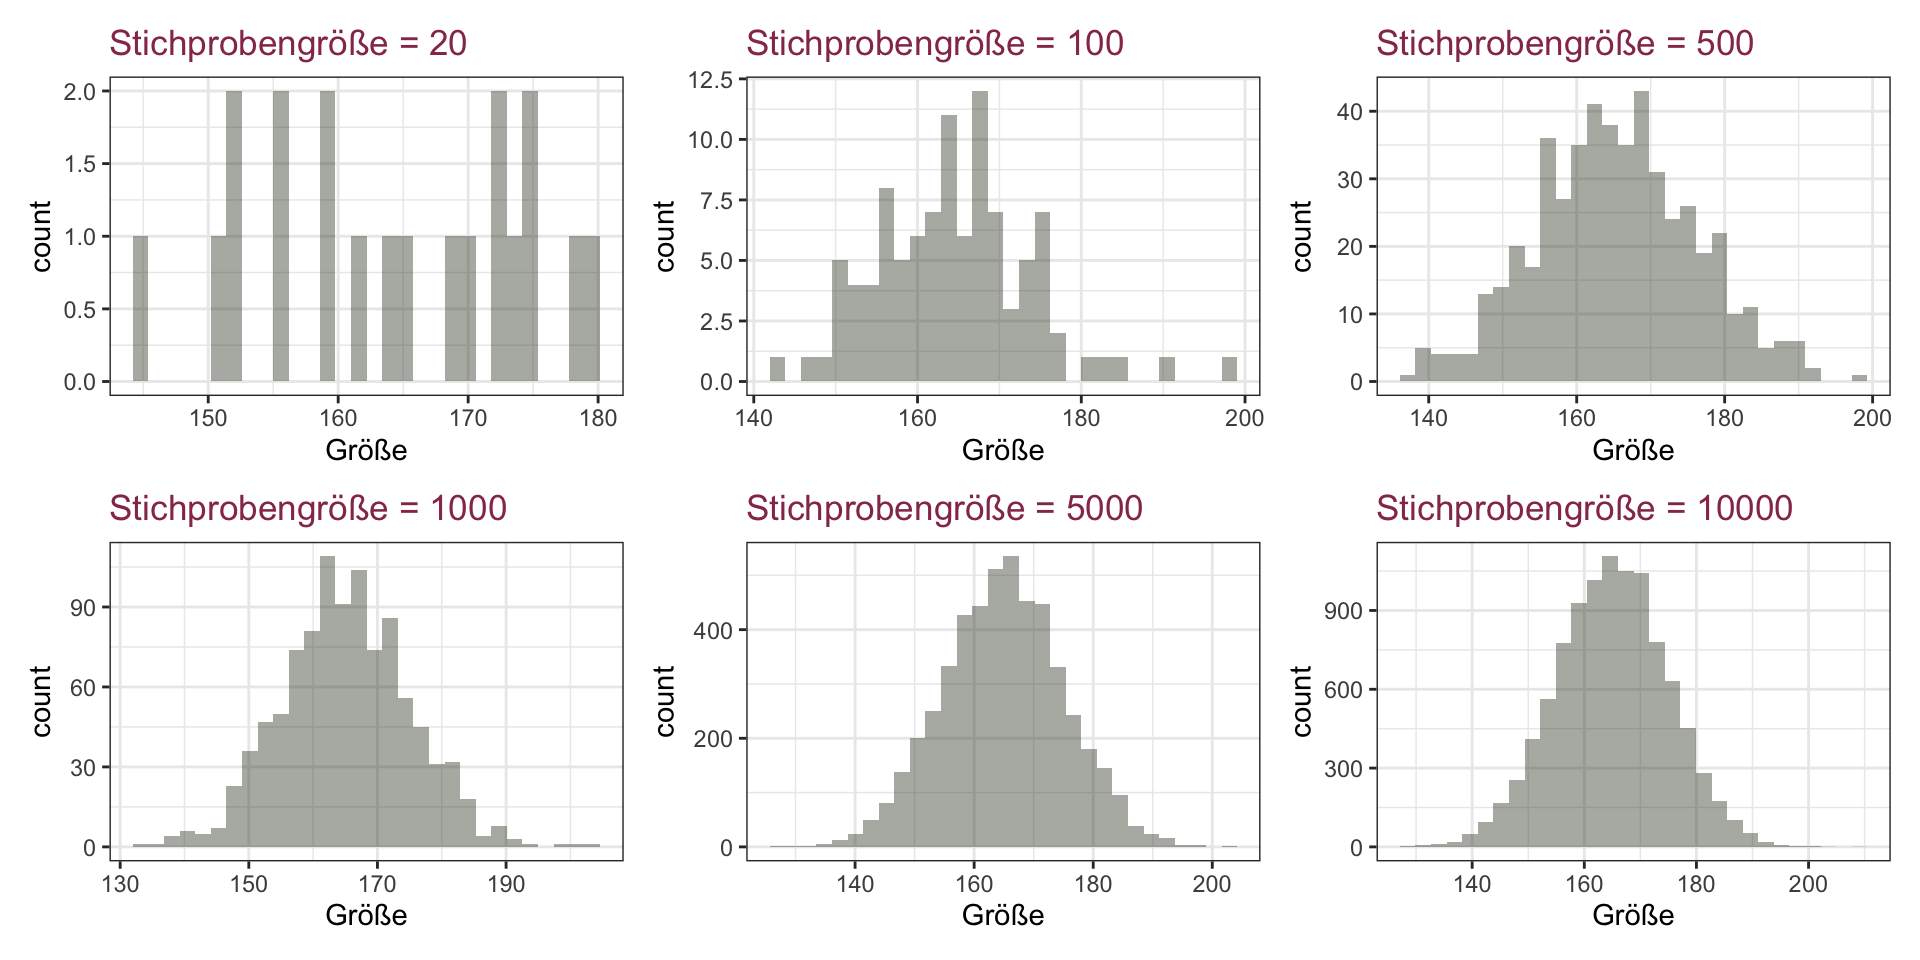 Stichprobengröße = 20
2.0
1.5
1.0
0.5
0.0
count
150 160 170 180
Größe
Stichprobengröße = 100
12.5
10.0
7.5
5.0
2.5
0.0
count
140 160 180 200
Größe
Stichprobengröße = 500
40
30
20
10
0
count
140 160 180 200
Größe
Stichprobengröße = 1000
90
60
30
0
count
130 150 170 190
Größe
Stichprobengröße = 5000
400
200
0
count
140 160 180 200
Größe
Stichprobengröße = 10000
900
600
300
0
count
140 160 180 200
Größe